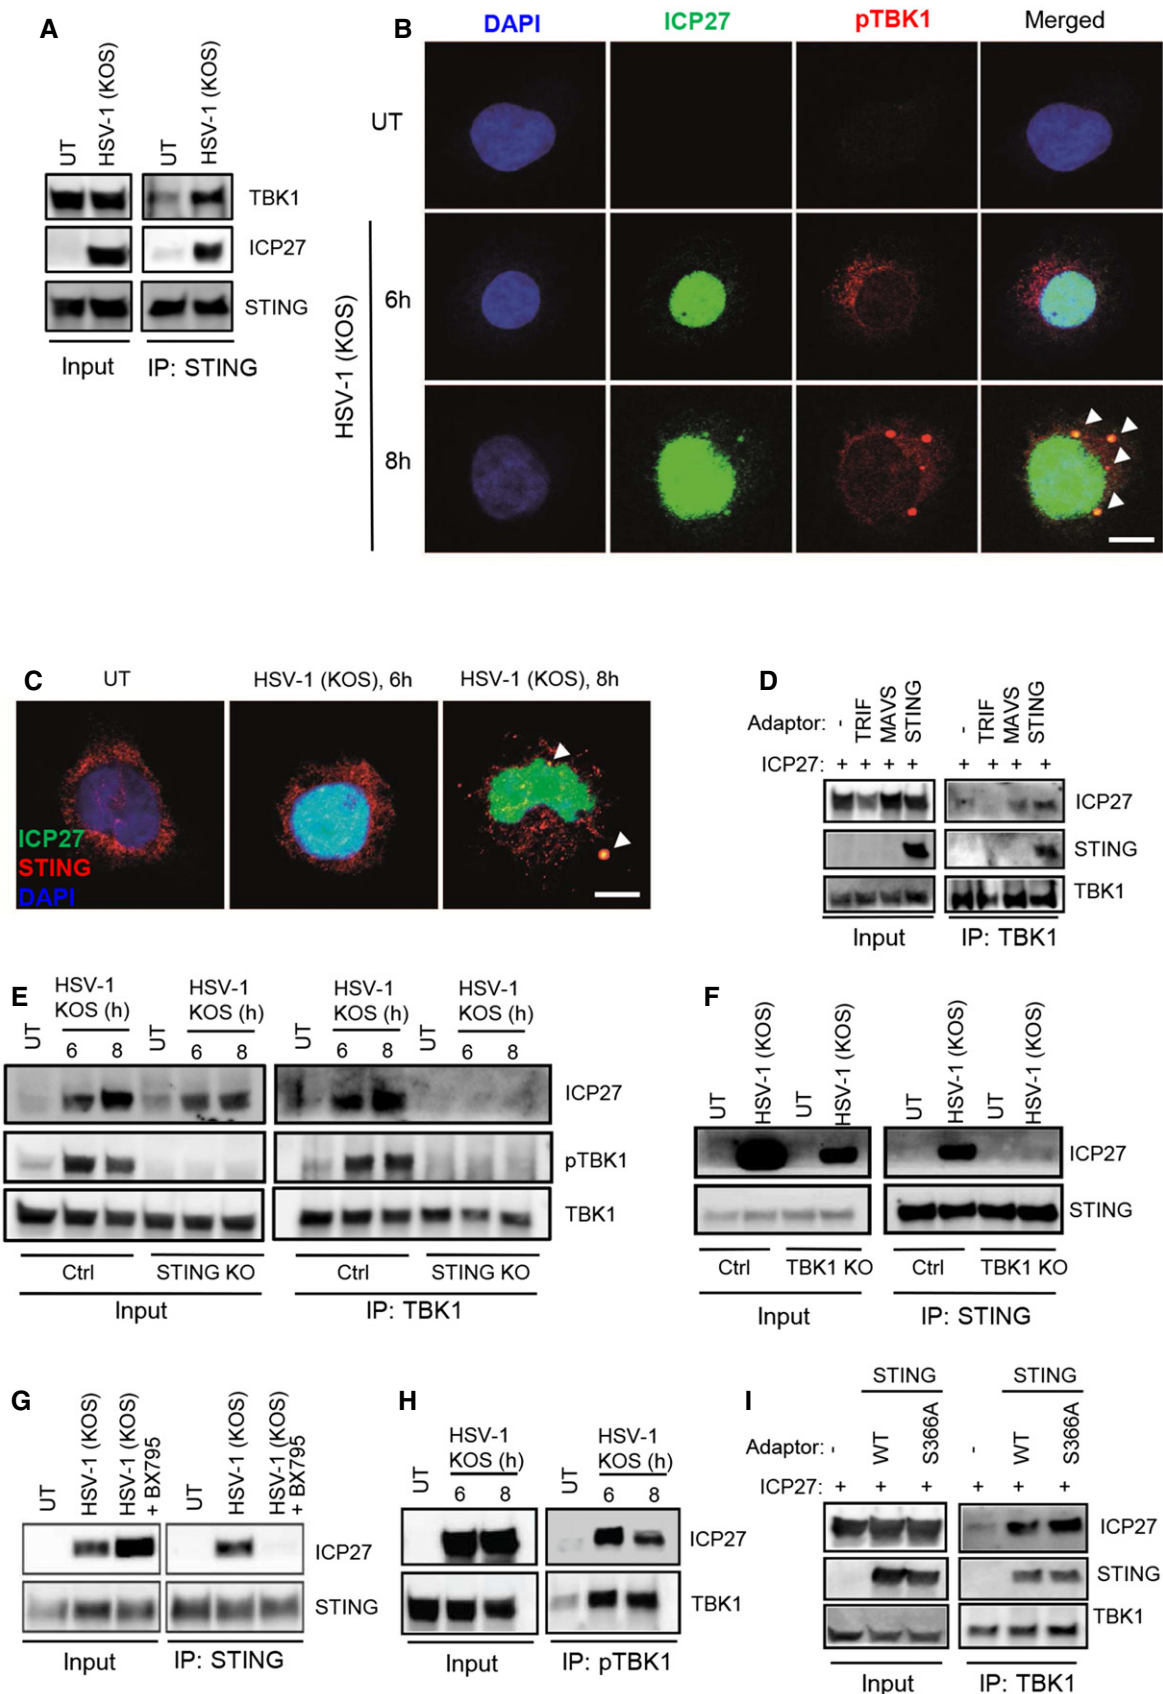 A
UT
HSV-1 (KOS)
UT
HSV-1 (KOS)
TBK1
ICP27
STING
Input
IP: STING
B
DAPI
ICP27
pTBK1
Merged
UT
HSV-1 (KOS)
6h
8h
C
UT
HSV-1 (KOS), 6h
HSV-1 (KOS), 8h
ICP27
STING
DAPI
D
Adaptor: - TRIF MAVS STING - TRIF MAVS STING
ICP27: + + + + + + + +
ICP27
STING
TBK1
Input
IP: TBK1
E
HSV-1 HSV-1 HSV-1 HSV-1
KOS (h) KOS (h) KOS (h) KOS (h)
UT 6 8 UT 6 8 UT 6 8 UT 6 8
ICP27
pTBK1
TBK1
Ctrl STING KO Ctrl STING KO
Input IP: TBK1
F
UT HSV-1 (KOS) UT HSV-1 (KOS) UT HSV-1 (KOS) UT HSV-1 (KOS)
ICP27
STING
Ctrl TBK1 KO Ctrl TBK1 KO
Input IP: STING
G
UT
HSV-1 (KOS)
HSV-1 (KOS)
+ BX795
UT
HSV-1 (KOS)
HSV-1 (KOS)
+ BX795
ICP27
STING
Input IP: STING
H
HSV-1 HSV-1
KOS (h) KOS (h)
UT 6 8 UT 6 8
ICP27
TBK1
Input IP: pTBK1
I
STING STING
Adaptor: - WT S366A - WT S366A
ICP27: + + + + + +
ICP27
STING
TBK1
Input IP: TBK1